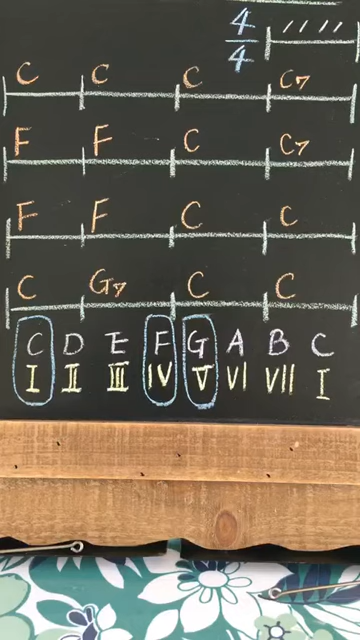 4/4 ////
C C C C7
F F C C7
F F C C
C G7 C C
C D E F G A B C
I II III IV V VI VII I